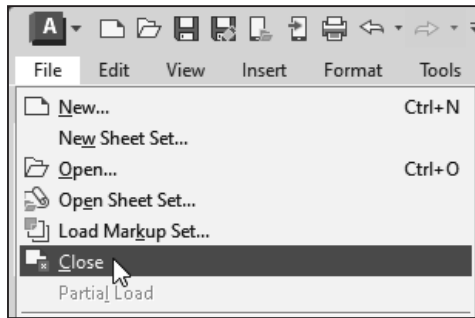 A
File Edit View Insert Format Tools
New... Ctrl+N
New Sheet Set...
Open... Ctrl+O
Open Sheet Set...
Load Markup Set...
Close
Partial Load